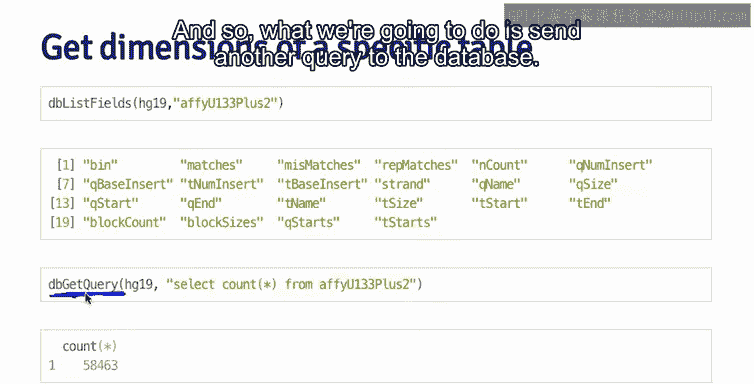 Get dimensions of a specific table
And so, what we're going to do is send
another query to the database.
dbListFields(hg19,"affyU133Plus2")
[1] "bin" "matches" "misMatches" "repMatches" "nCount" "qNumInsert"
[7] "qBaseInsert" "tNumInsert" "tBaseInsert" "strand" "qName" "qSize"
[13] "qStart" "qEnd" "tName" "tSize" "tStart" "tEnd"
[19] "blockCount" "blockSizes" "qStarts" "tStarts"
dbGetQuery(hg19, "select count(*) from affyU133Plus2")
count(*)
1 58463